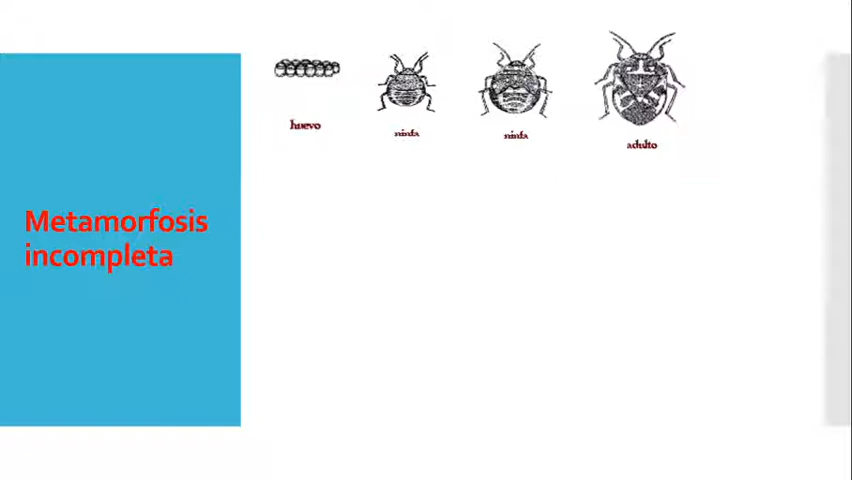 huevo
ninfa
ninfa
adulto
Metamorfosis
incompleta